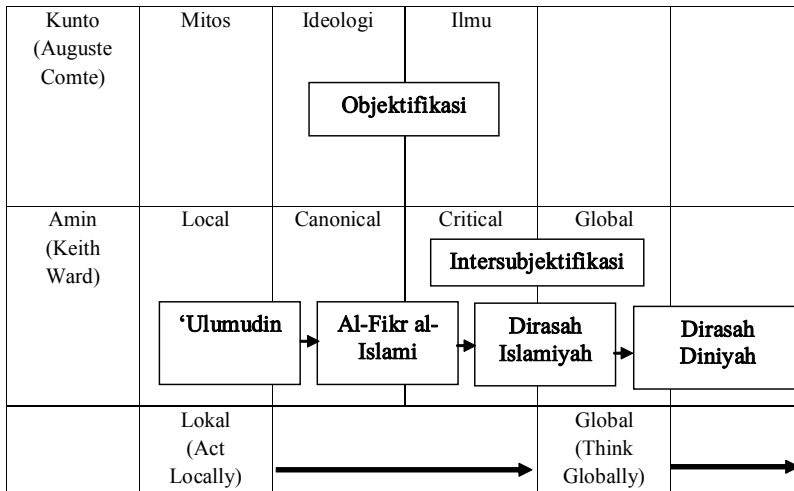 Kunto
(Auguste
Comte)
Mitos
Ideologi
Ilmu
Objektifikasi
Amin
(Keith
Ward)
Local
Canonical
Critical
Global
Intersubjektifikasi
‘Ulumudin
Al-Fikr al-
Islami
Dirasah
Islamiyah
Dirasah
Diniyah
Lokal
(Act
Locally)
Global
(Think
Globally)